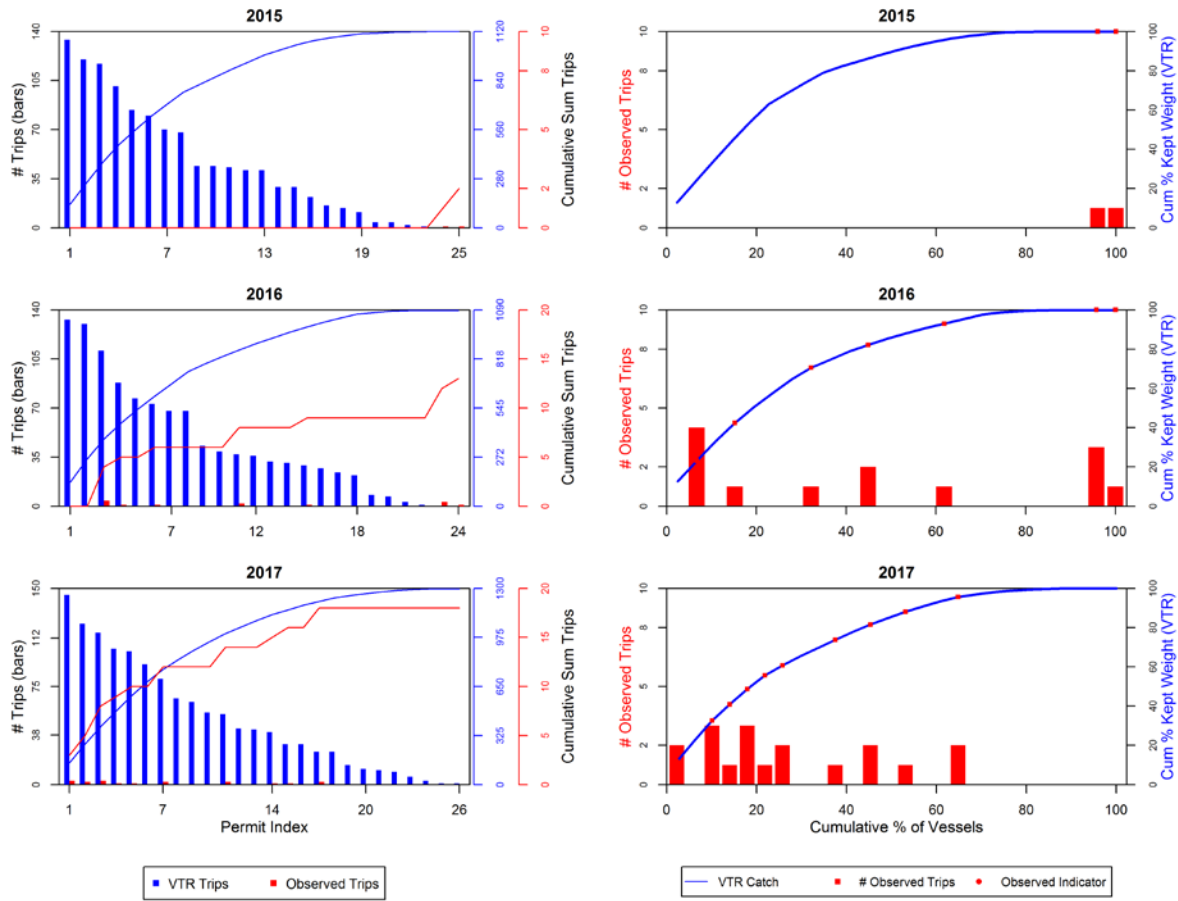 2015
# Trips (bars)
140
105
70
35
0
1 7 13 19 25
0 280 560 840 1120
0 2 5 8 10
Cumulative Sum Trips
2015
# Observed Trips
10
8
5
2
0
0 20 40 60 80 100
0 20 40 60 80 100
Cum % Kept Weight (VTR)
2016
# Trips (bars)
140
105
70
35
0
1 7 12 18 24
0 272 545 818 1090
0 5 10 15 20
Cumulative Sum Trips
2016
# Observed Trips
10
8
5
2
0
0 20 40 60 80 100
0 20 40 60 80 100
Cum % Kept Weight (VTR)
2017
# Trips (bars)
150
112
75
38
0
1 7 14 20 26
Permit Index
0 325 650 975 1300
0 5 10 15 20
Cumulative Sum Trips
2017
# Observed Trips
10
8
5
2
0
0 20 40 60 80 100
Cumulative % of Vessels
0 20 40 60 80 100
Cum % Kept Weight (VTR)
VTR Trips Observed Trips
VTR Catch # Observed Trips Observed Indicator